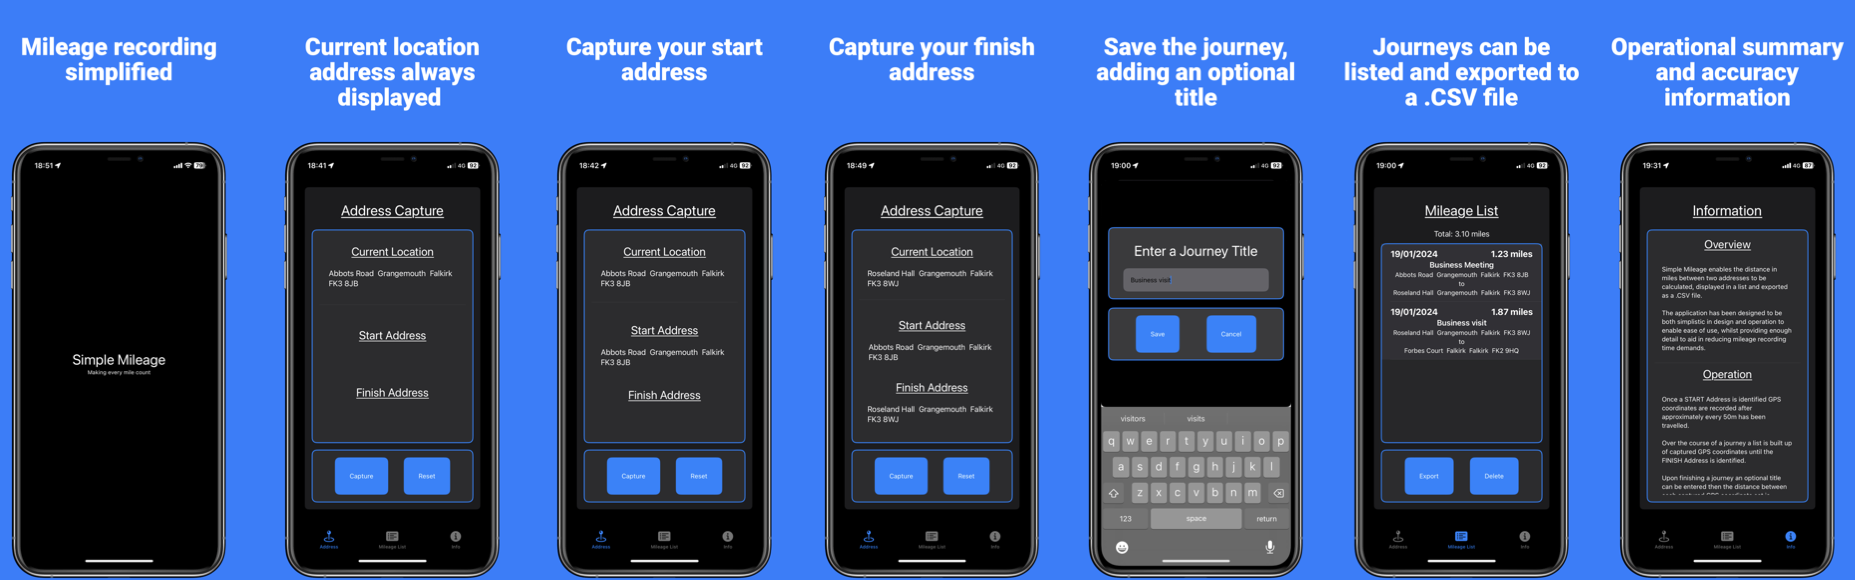 Mileage recording
simplified
18:51
79
Simple Mileage
Making every mile count
Current location
address always
displayed
18:41
4G 92
Address Capture
Current Location
Abbots Road Grangemouth Falkirk
FK3 8JB
Start Address
Finish Address
Capture
Reset
Address
Mileage List
Info
Capture your start
address
18:42
4G 92
Address Capture
Current Location
Abbots Road Grangemouth Falkirk
FK3 8JB
Start Address
Abbots Road Grangemouth Falkirk
FK3 8JB
Finish Address
Capture
Reset
Address
Mileage List
Info
Capture your finish
address
18:49
4G 92
Address Capture
Current Location
Roseland Hall Grangemouth Falkirk
FK3 8WJ
Start Address
Abbots Road Grangemouth Falkirk
FK3 8JB
Finish Address
Roseland Hall Grangemouth Falkirk
FK3 8WJ
Capture
Reset
Address
Mileage List
Info
Save the journey,
adding an optional
title
19:00
4G 92
Enter a Journey Title
Business visit
Save
Cancel
visitors
visits
q w e r t y u i o p
a s d f g h j k l
z x c v b n m
123
space
return
Journeys can be
listed and exported to
a .CSV file
19:00
4G 92
Mileage List
Total: 3.10 miles
19/01/2024 1.23 miles
Business Meeting
Abbots Road Grangemouth Falkirk FK3 8JB
to
Roseland Hall Grangemouth Falkirk FK3 8WJ
19/01/2024 1.87 miles
Business visit
Roseland Hall Grangemouth Falkirk FK3 8WJ
to
Forbes Court Falkirk Falkirk FK2 9HQ
Export
Delete
Address
Mileage List
Info
Operational summary
and accuracy
information
19:31
4G 87
Information
Overview
Simple Mileage enables the distance in
miles between two addresses to be
calculated, displayed in a list and exported
as a .CSV file.
The application has been designed to be
both simplistic in design and operation to
enable ease of use, whilst providing enough
detail to aid in reducing mileage recording
time demands.
Operation
Once a START Address is identified GPS
coordinates are recorded after
approximately every 50m has been
travelled.
Over the course of a journey a list is built up
of captured GPS coordinates until the
FINISH Address is identified.
Upon finishing a journey an optional title
can be entered then the distance between
Address
Mileage List
Info